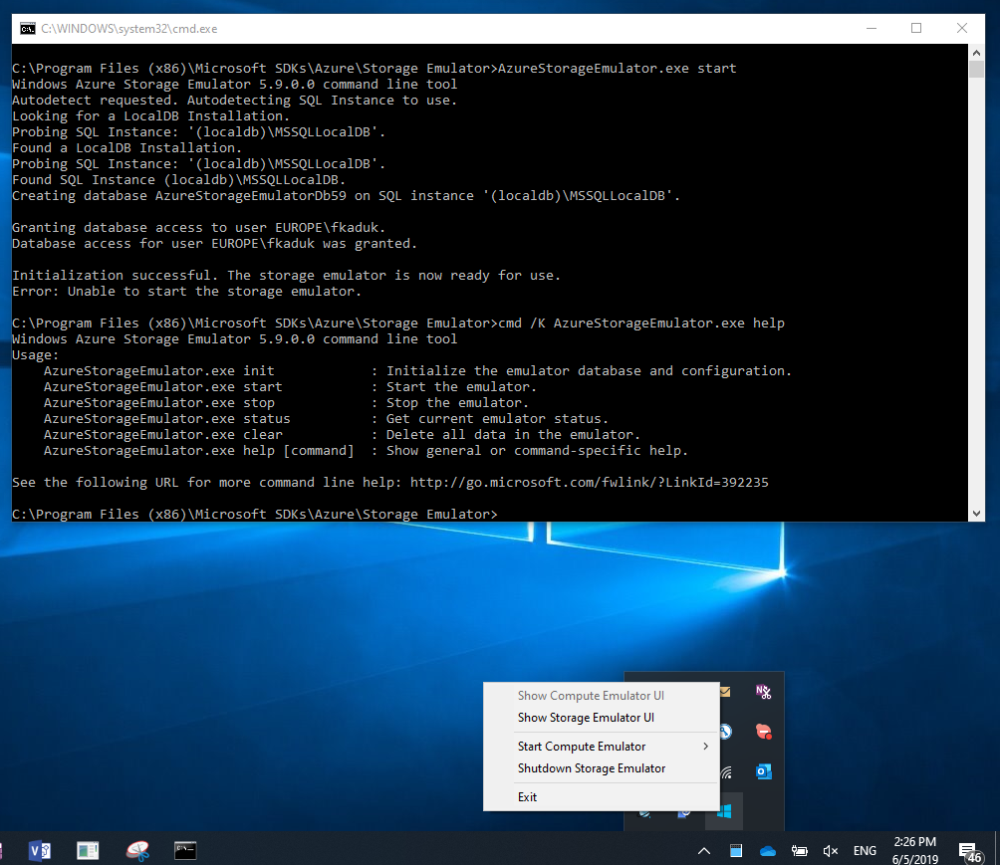 C:\WINDOWS\system32\cmd.exe
C:\Program Files (x86)\Microsoft SDKs\Azure\Storage Emulator>AzureStorageEmulator.exe start
Windows Azure Storage Emulator 5.9.0.0 command line tool
Autodetect requested. Autodetecting SQL Instance to use.
Looking for a LocalDB Installation.
Probing SQL Instance: '(localdb)\MSSQLLocalDB'.
Found a LocalDB Installation.
Probing SQL Instance: '(localdb)\MSSQLLocalDB'.
Found SQL Instance (localdb)\MSSQLLocalDB.
Creating database AzureStorageEmulatorDb59 on SQL instance '(localdb)\MSSQLLocalDB'.
Granting database access to user EUROPE\fkaduk.
Database access for user EUROPE\fkaduk was granted.
Initialization successful. The storage emulator is now ready for use.
Error: Unable to start the storage emulator.
C:\Program Files (x86)\Microsoft SDKs\Azure\Storage Emulator>cmd /K AzureStorageEmulator.exe help
Windows Azure Storage Emulator 5.9.0.0 command line tool
Usage:
AzureStorageEmulator.exe init : Initialize the emulator database and configuration.
AzureStorageEmulator.exe start : Start the emulator.
AzureStorageEmulator.exe stop : Stop the emulator.
AzureStorageEmulator.exe status : Get current emulator status.
AzureStorageEmulator.exe clear : Delete all data in the emulator.
AzureStorageEmulator.exe help [command] : Show general or command-specific help.
See the following URL for more command line help: http://go.microsoft.com/fwlink/?LinkId=392235
C:\Program Files (x86)\Microsoft SDKs\Azure\Storage Emulator>
Show Compute Emulator UI
Show Storage Emulator UI
Start Compute Emulator
Shutdown Storage Emulator
Exit
ENG
2:26 PM
6/5/2019
46